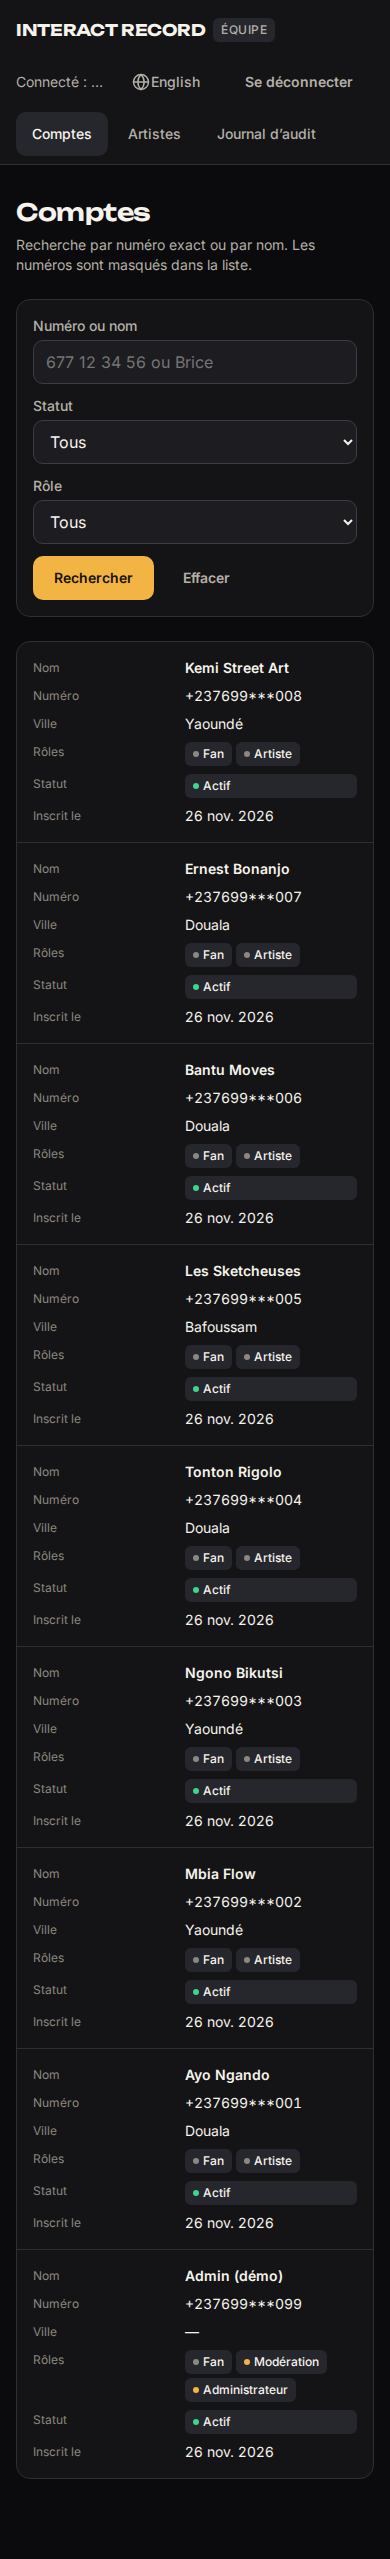 INTERACT RECORD ÉQUIPE
Connecté : ... English Se déconnecter
Comptes Artistes Journal d'audit
Comptes
Recherche par numéro exact ou par nom. Les
numéros sont masqués dans la liste.
Numéro ou nom
677 12 34 56 ou Brice
Statut
Tous
Rôle
Tous
Rechercher Effacer
Nom Kemi Street Art
Numéro +237699***008
Ville Yaoundé
Rôles Fan Artiste
Statut Actif
Inscrit le 26 nov. 2026
Nom Ernest Bonanjo
Numéro +237699***007
Ville Douala
Rôles Fan Artiste
Statut Actif
Inscrit le 26 nov. 2026
Nom Bantu Moves
Numéro +237699***006
Ville Douala
Rôles Fan Artiste
Statut Actif
Inscrit le 26 nov. 2026
Nom Les Sketcheuses
Numéro +237699***005
Ville Bafoussam
Rôles Fan Artiste
Statut Actif
Inscrit le 26 nov. 2026
Nom Tonton Rigolo
Numéro +237699***004
Ville Douala
Rôles Fan Artiste
Statut Actif
Inscrit le 26 nov. 2026
Nom Ngono Bikutsi
Numéro +237699***003
Ville Yaoundé
Rôles Fan Artiste
Statut Actif
Inscrit le 26 nov. 2026
Nom Mbia Flow
Numéro +237699***002
Ville Yaoundé
Rôles Fan Artiste
Statut Actif
Inscrit le 26 nov. 2026
Nom Ayo Ngando
Numéro +237699***001
Ville Douala
Rôles Fan Artiste
Statut Actif
Inscrit le 26 nov. 2026
Nom Admin (démo)
Numéro +237699***099
Ville —
Rôles Fan Modération
Administrateur
Statut Actif
Inscrit le 26 nov. 2026